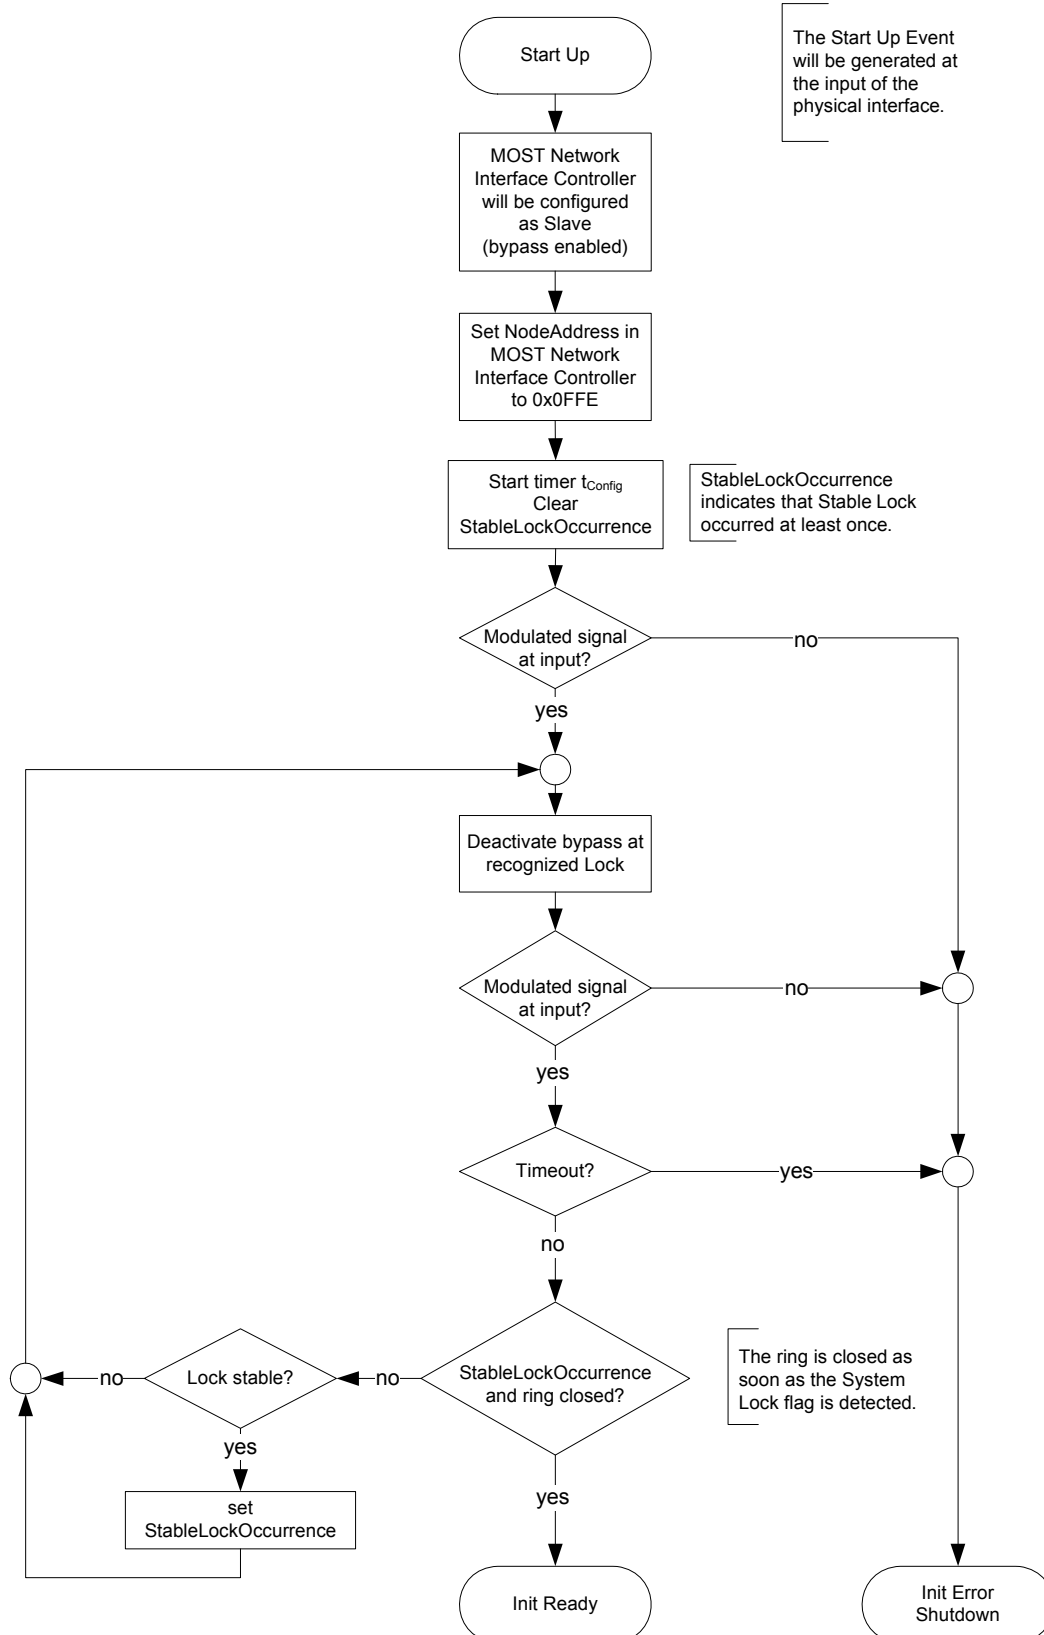 Start Up
The Start Up Event
will be generated at
the input of the
physical interface.
MOST Network
Interface Controller
will be configured
as Slave
(bypass enabled)
Set NodeAddress in
MOST Network
Interface Controller
to 0x0FFE
Start timer tConfig
Clear
StableLockOccurrence
StableLockOccurrence
indicates that Stable Lock
occurred at least once.
Modulated signal
at input?
no
yes
Deactivate bypass at
recognized Lock
Modulated signal
at input?
no
yes
Timeout?
yes
no
StableLockOccurrence
and ring closed?
no
Lock stable?
no
The ring is closed as
soon as the System
Lock flag is detected.
yes
set
StableLockOccurrence
yes
Init Ready
Init Error
Shutdown